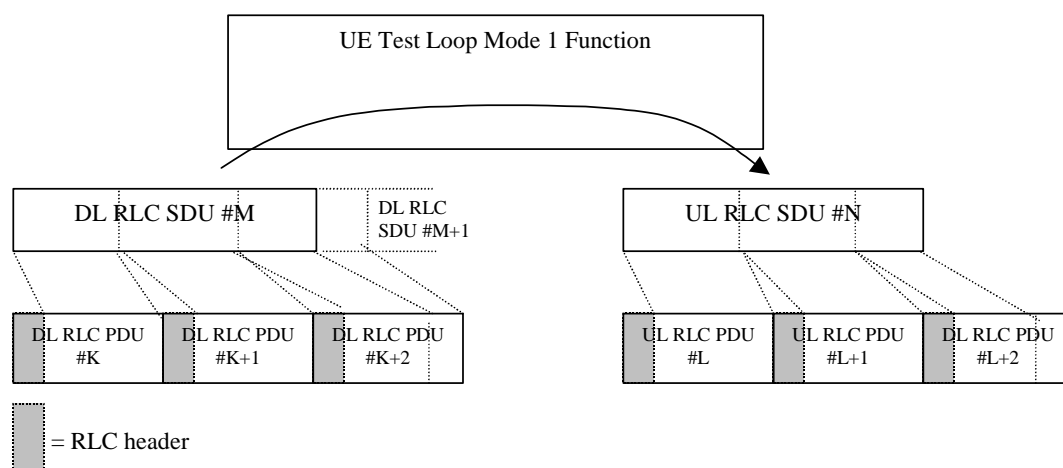 UE Test Loop Mode 1 Function
DL RLC SDU #M
DL RLC
SDU #M+1
UL RLC SDU #N
DL RLC PDU
#K
DL RLC PDU
#K+1
DL RLC PDU
#K+2
UL RLC PDU
#L
UL RLC PDU
#L+1
DL RLC PDU
#L+2
= RLC header